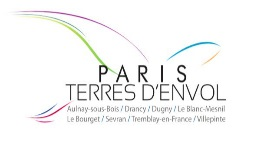 PARIS
TERRES D'ENVOL
Aulnay-sous-Bois / Drancy / Dugny / Le Blanc-Mesnil
Le Bourget / Sevran / Tremblay-en-France / Villepinte